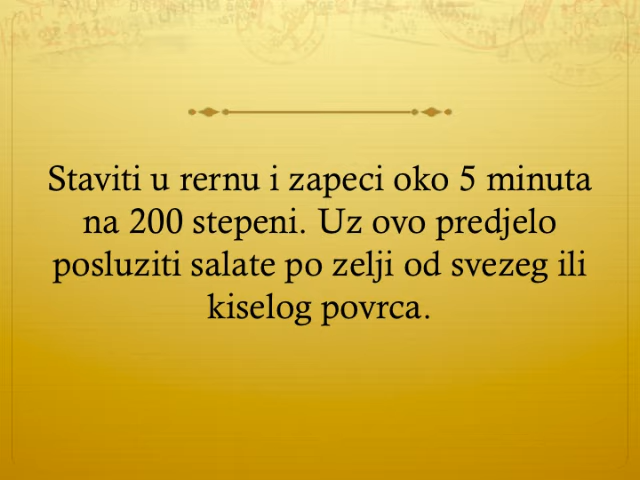 Staviti u rernu i zapeci oko 5 minuta
na 200 stepeni. Uz ovo predjelo
posluziti salate po zelji od svezeg ili
kiselog povrca.